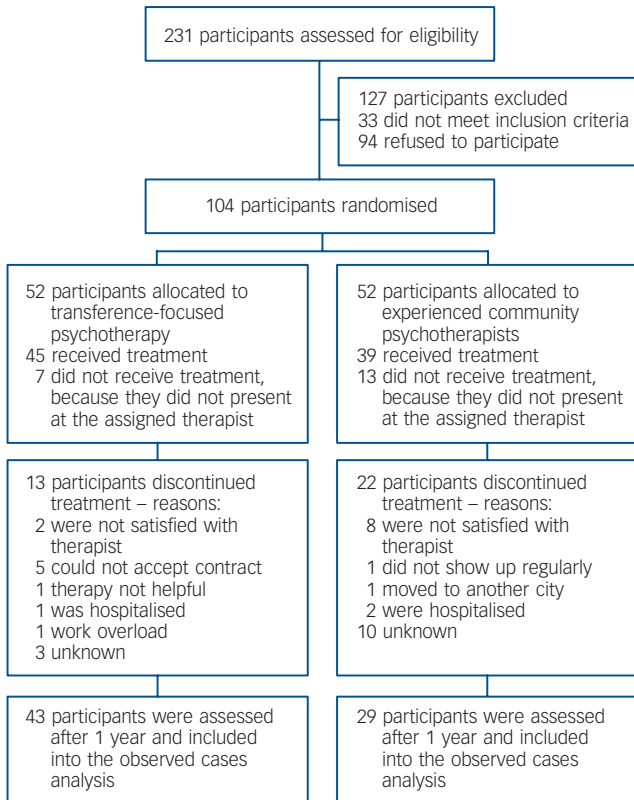 231 participants assessed for eligibility
127 participants excluded
33 did not meet inclusion criteria
94 refused to participate
104 participants randomised
52 participants allocated to
transference-focused
psychotherapy
45 received treatment
7 did not receive treatment,
because they did not present
at the assigned therapist
52 participants allocated to
experienced community
psychotherapists
39 received treatment
13 did not receive treatment,
because they did not present
at the assigned therapist
13 participants discontinued
treatment – reasons:
2 were not satisfied with
therapist
5 could not accept contract
1 therapy not helpful
1 was hospitalised
1 work overload
3 unknown
22 participants discontinued
treatment – reasons:
8 were not satisfied with
therapist
1 did not show up regularly
1 moved to another city
2 were hospitalised
10 unknown
43 participants were assessed
after 1 year and included
into the observed cases
analysis
29 participants were assessed
after 1 year and included
into the observed cases
analysis